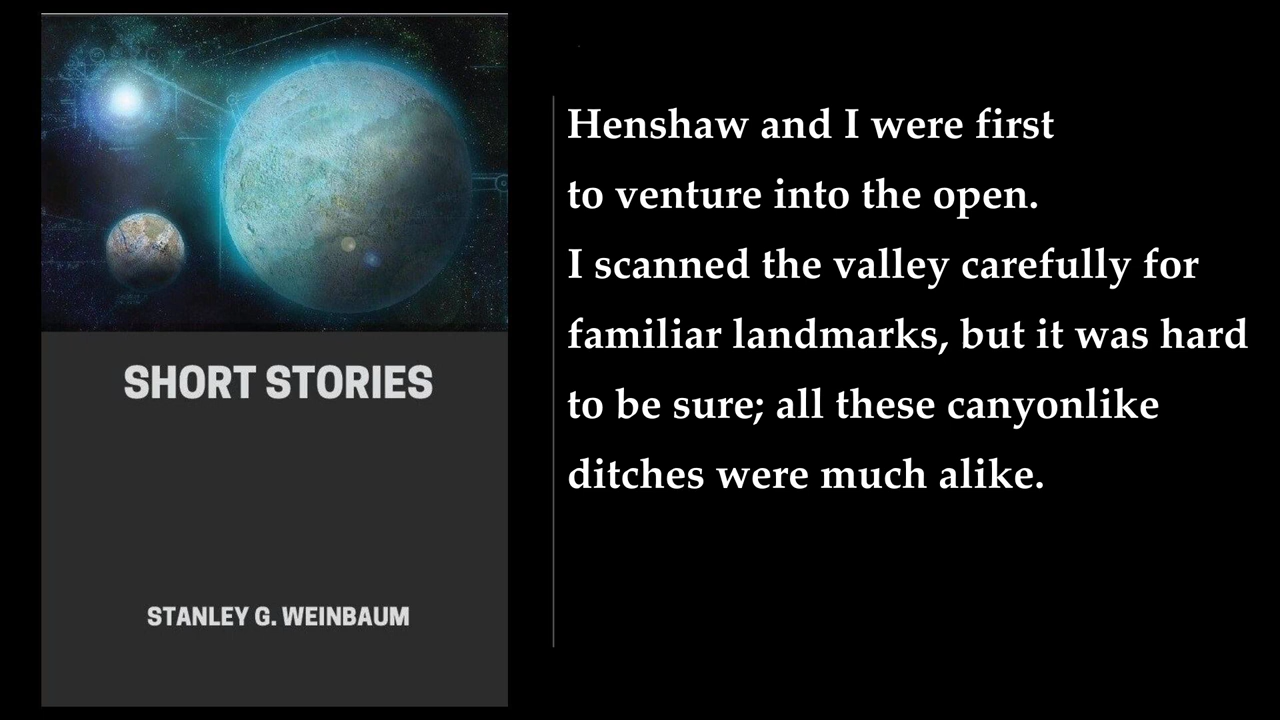 SHORT STORIES
STANLEY G. WEINBAUM
Henshaw and I were first
to venture into the open.
I scanned the valley carefully for
familiar landmarks, but it was hard
to be sure; all these canyonlike
ditches were much alike.